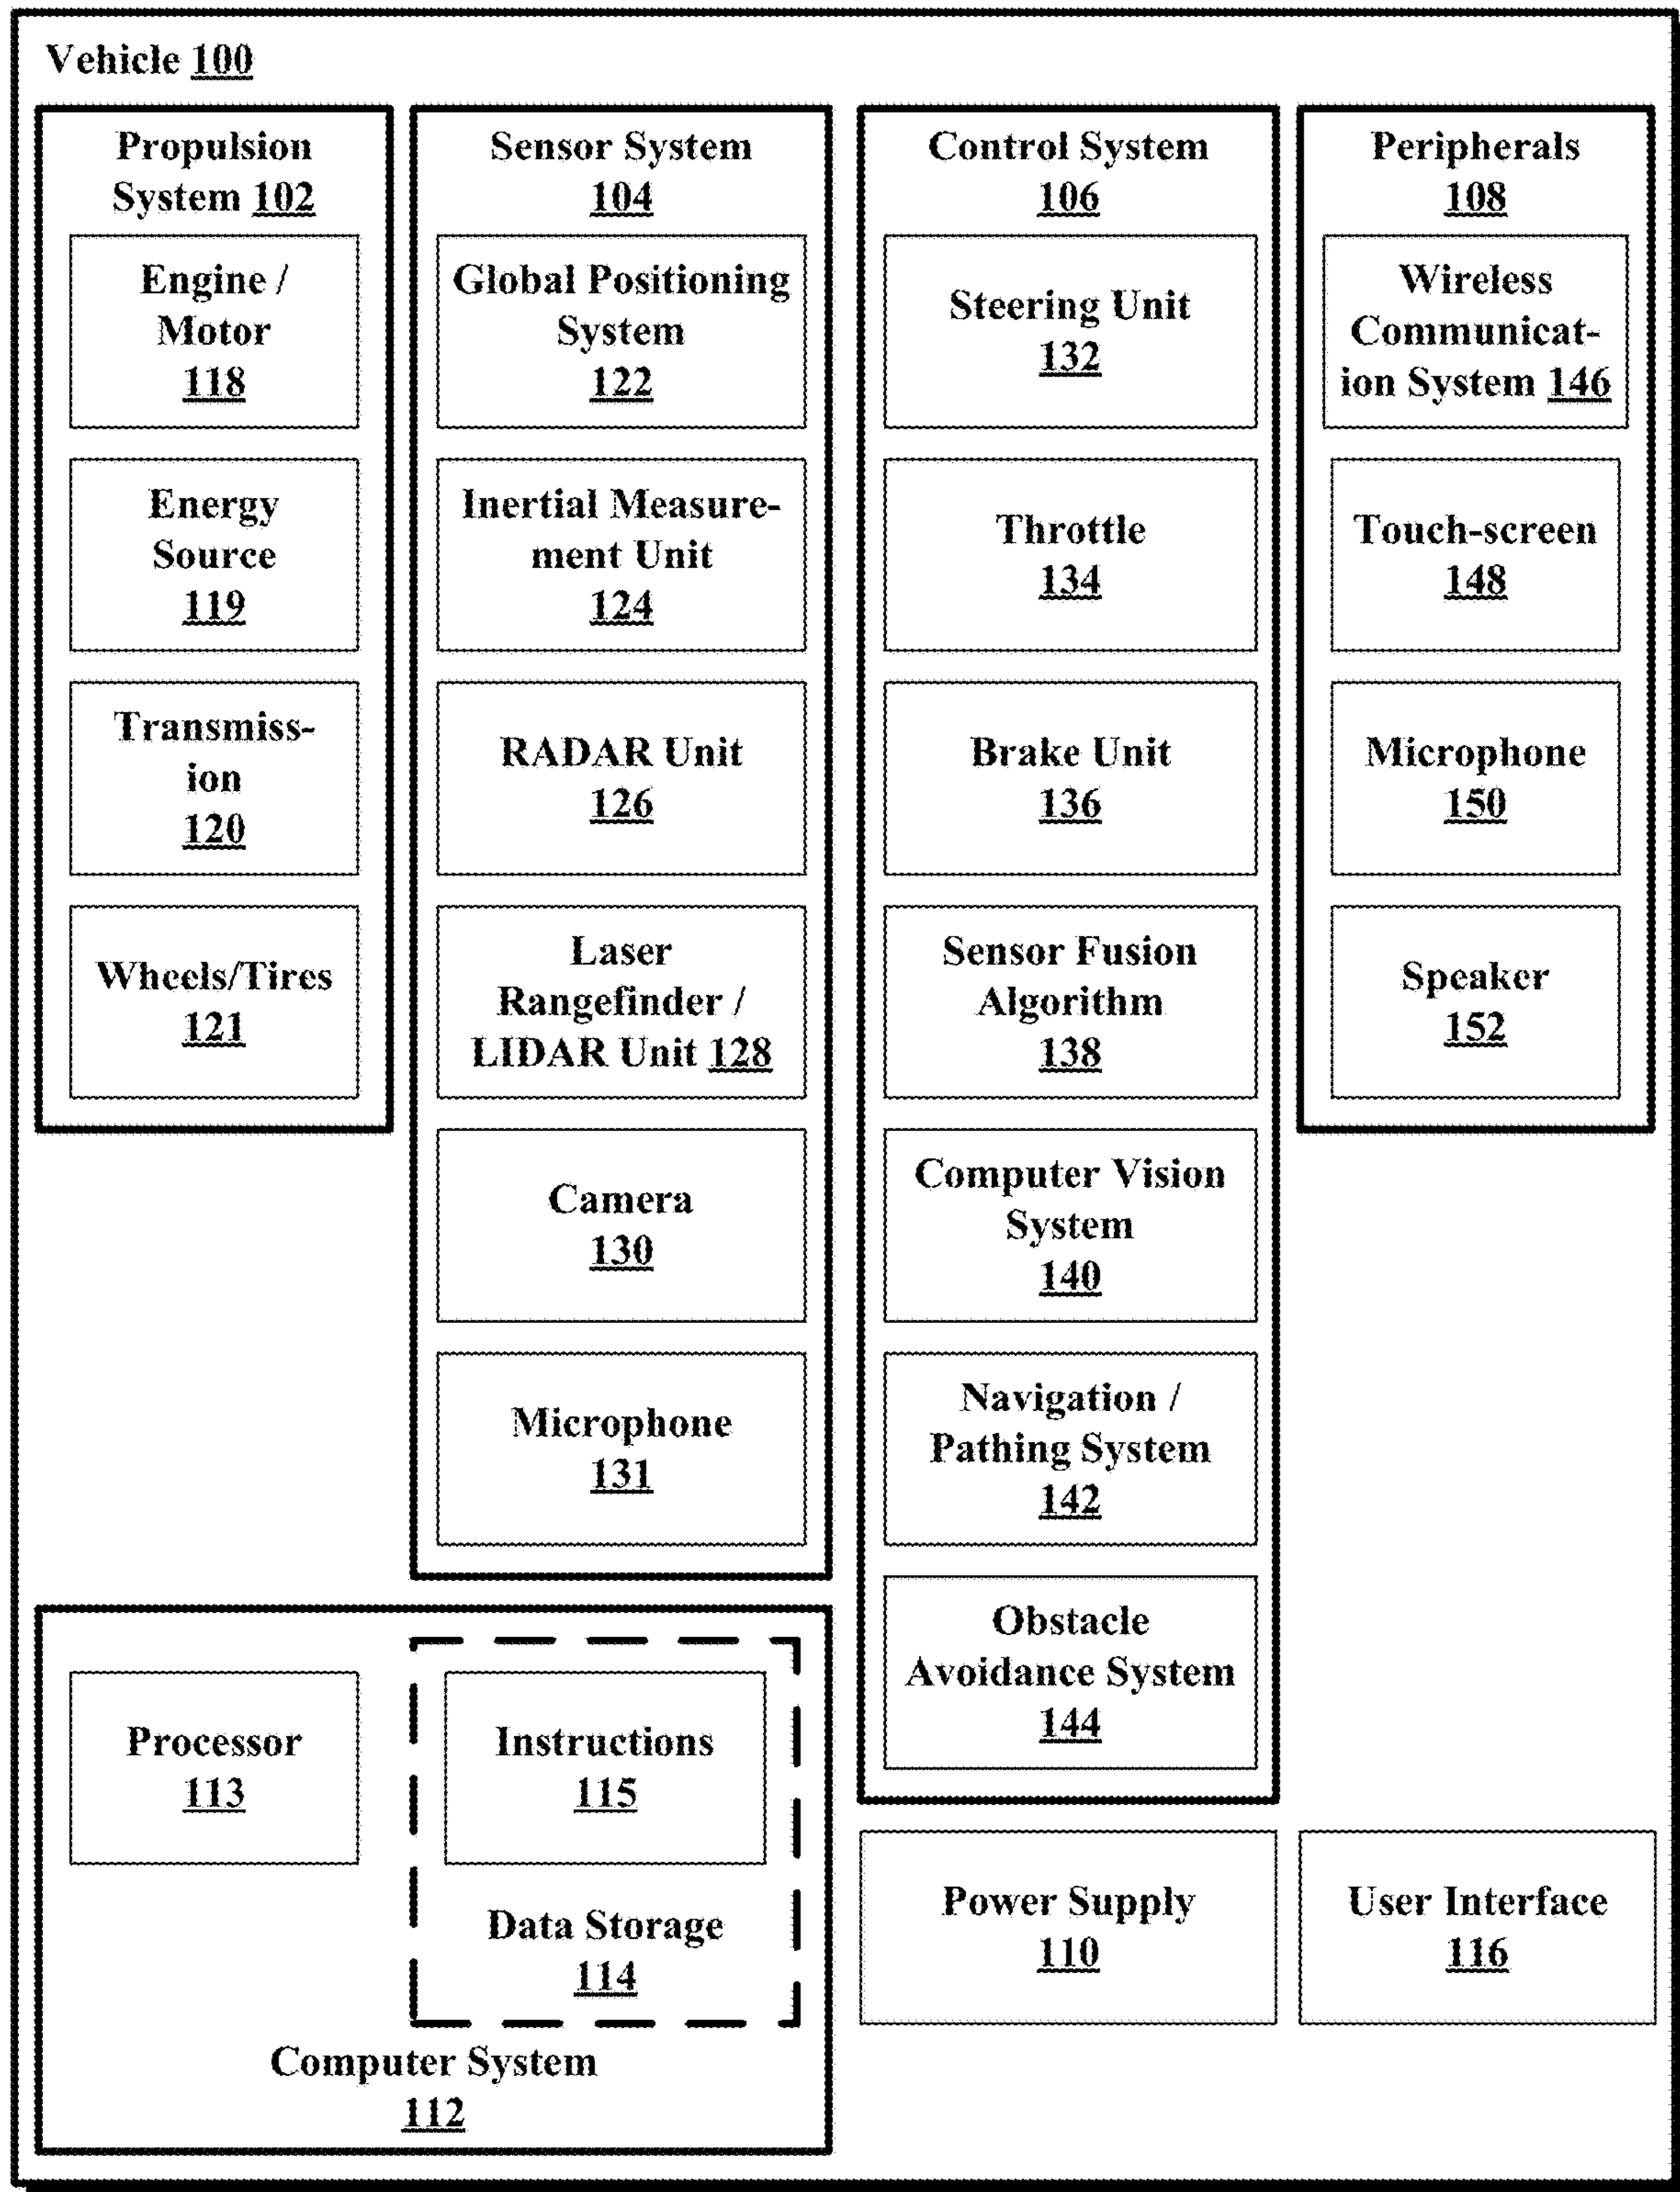 Vehicle 100
Propulsion
System 102
Engine /
Motor
118
Energy
Source
119
Transmiss-
ion
120
Wheels/Tires
121
Sensor System
104
Global Positioning
System
122
Inertial Measure-
ment Unit
124
RADAR Unit
126
Laser
Rangefinder /
LIDAR Unit 128
Camera
130
Microphone
131
Control System
106
Steering Unit
132
Throttle
134
Brake Unit
136
Sensor Fusion
Algorithm
138
Computer Vision
System
140
Navigation /
Pathing System
142
Obstacle
Avoidance System
144
Peripherals
108
Wireless
Communicat-
ion System 146
Touch-screen
148
Microphone
150
Speaker
152
Processor
113
Instructions
115
Data Storage
114
Computer System
112
Power Supply
110
User Interface
116